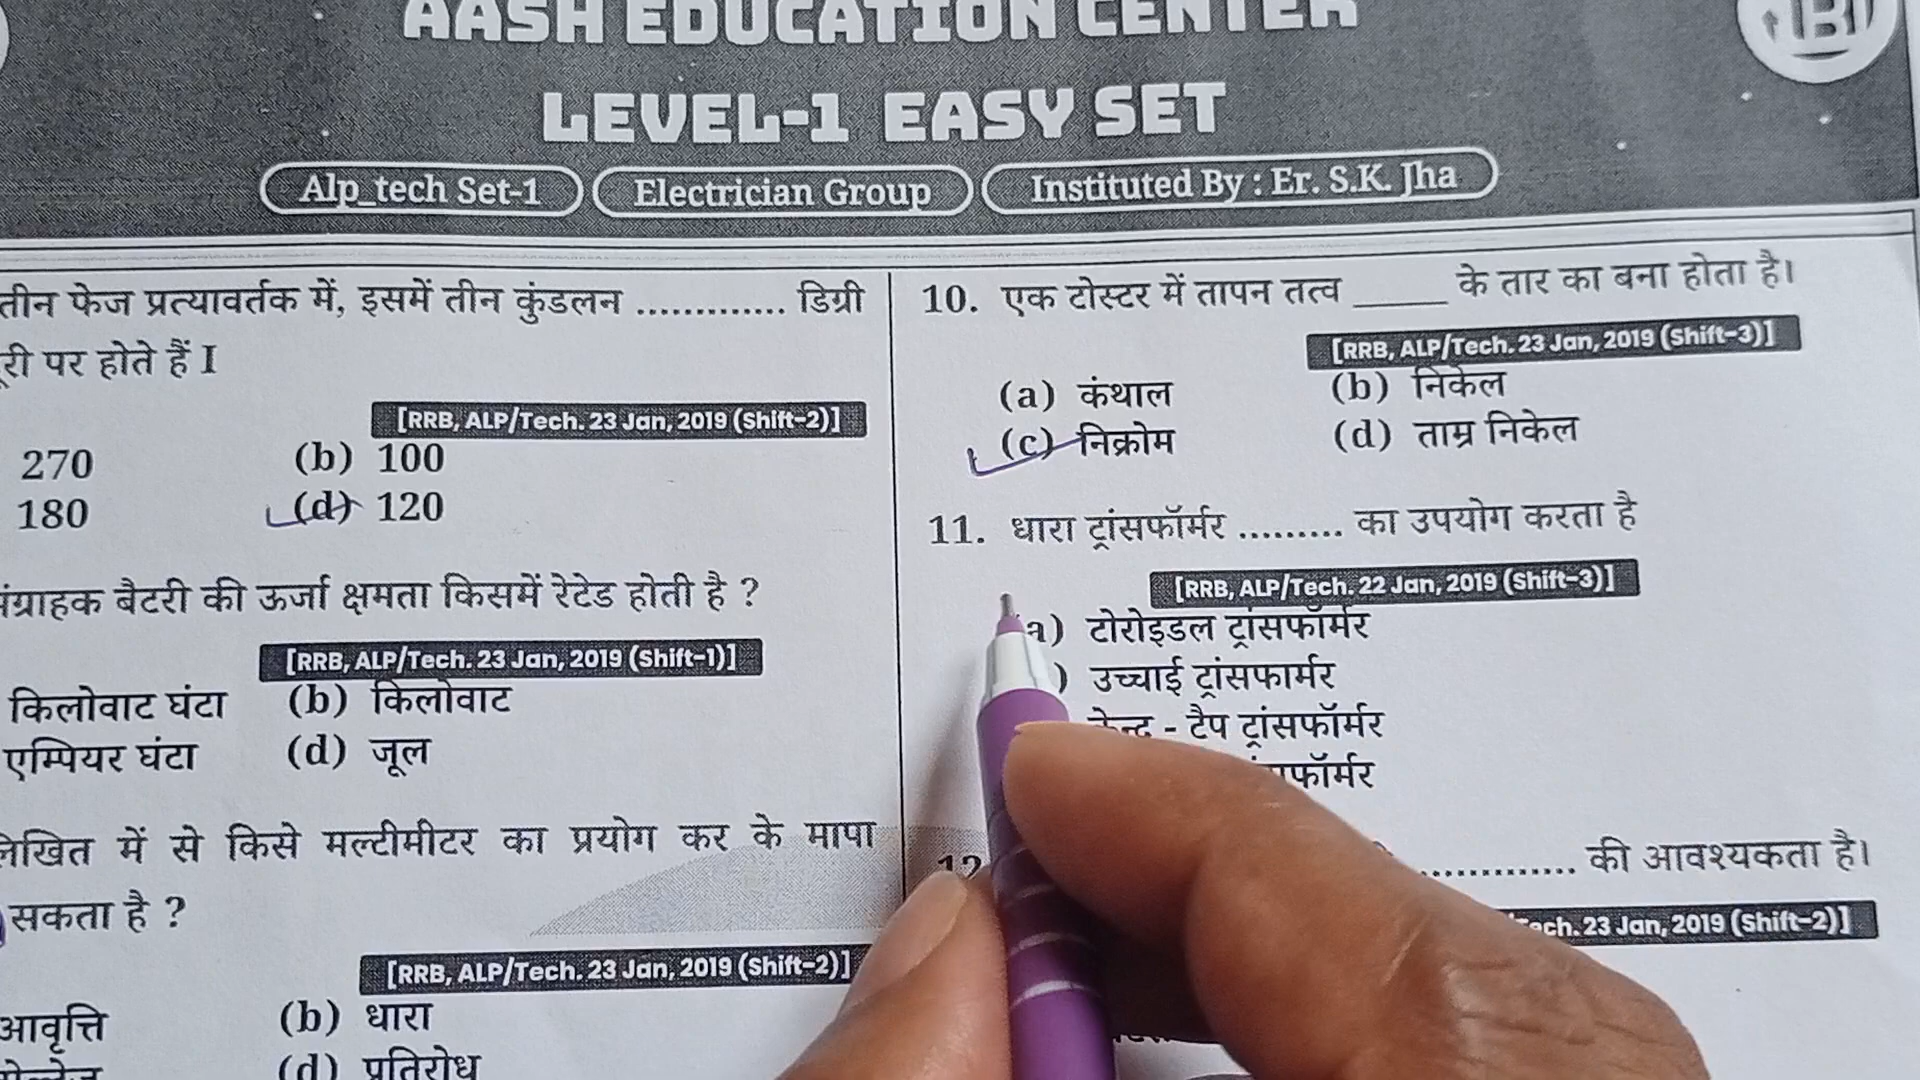 AASH EDUCATION CENTER
LEVEL-1 EASY SET
Alp_tech Set-1
Electrician Group
Instituted By : Er. S.K. Jha
तीन फेज प्रत्यावर्तक में, इसमें तीन कुंडलन ............. डिग्री
पर होते हैं I
[RRB, ALP/Tech. 23 Jan, 2019 (Shift-2)]
270 (b) 100
180 (d) 120
बैटरी की ऊर्जा क्षमता किसमें रेटेड होती है ?
[RRB, ALP/Tech. 23 Jan, 2019 (Shift-1)]
किलोवाट घंटा (b) किलोवाट
एम्पियर घंटा (d) जूल
में से किसे मल्टीमीटर का प्रयोग कर के मापा
सकता है ?
[RRB, ALP/Tech. 23 Jan, 2019 (Shift-2)]
आवृत्ति (b) धारा
(d) प्रतिरोध
10. एक टोस्टर में तापन तत्व _____ के तार का बना होता है।
[RRB, ALP/Tech. 23 Jan, 2019 (Shift-3)]
(a) कंथाल (b) निकेल
(c) निक्रोम (d) ताम्र निकेल
11. धारा ट्रांसफॉर्मर ......... का उपयोग करता है
[RRB, ALP/Tech. 22 Jan, 2019 (Shift-3)]
a) टोरोइडल ट्रांसफॉर्मर
) उच्चाई ट्रांसफार्मर
- टैप ट्रांसफॉर्मर
12
............. की आवश्यकता है।
23 Jan, 2019 (Shift-2)]